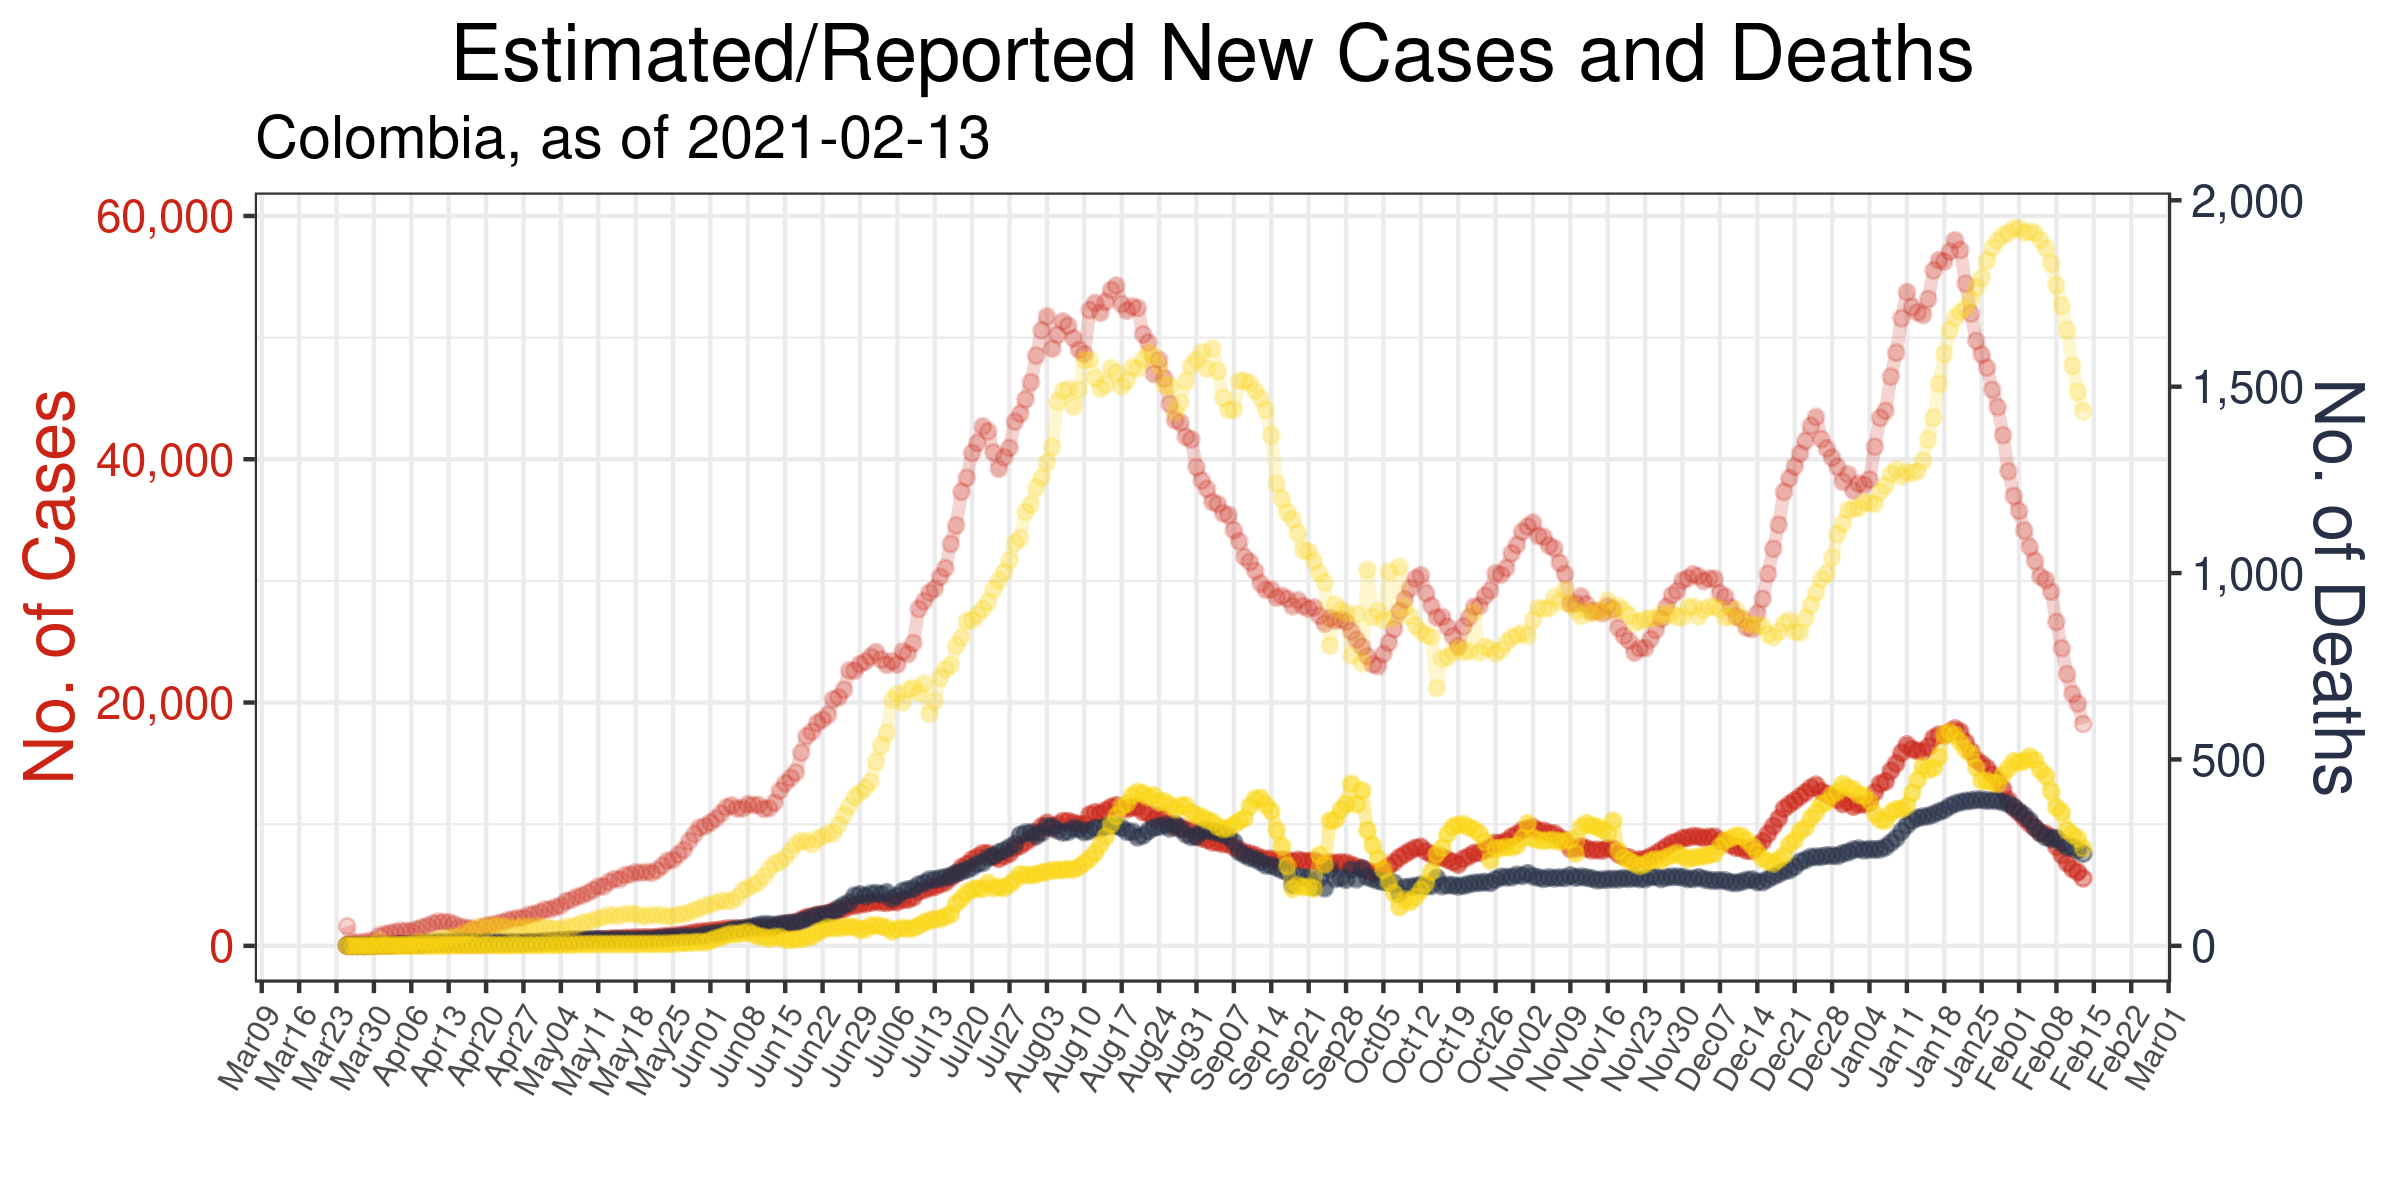 Estimated/Reported New Cases and Deaths
Colombia, as of 2021-02-13
No. of Cases
60,000
40,000
20,000
0
2,000
1,500
1,000
500
0
No. of Deaths
Mar09
Mar16
Mar23
Mar30
Apr06
Apr13
Apr20
Apr27
May04
May11
May18
May25
Jun01
Jun08
Jun15
Jun22
Jun29
Jul06
Jul13
Jul20
Jul27
Aug03
Aug10
Aug17
Aug24
Aug31
Sep07
Sep14
Sep21
Sep28
Oct05
Oct12
Oct19
Oct26
Nov02
Nov09
Nov16
Nov23
Nov30
Dec07
Dec14
Dec21
Dec28
Jan04
Jan11
Jan18
Jan25
Feb01
Feb08
Feb15
Feb22
Mar01